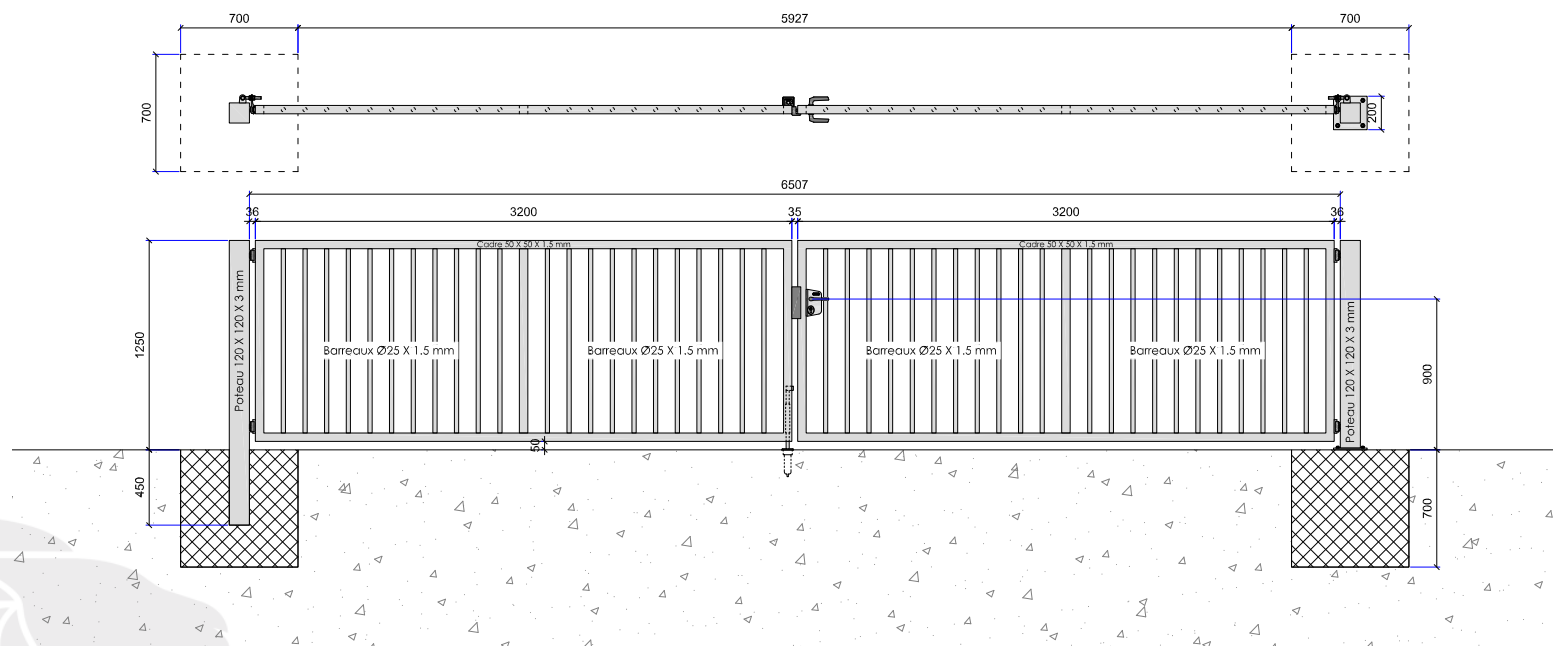 700
5927
700
700
200
6507
36
3200
35
3200
36
Cadre 50 X 50 X 1.5 mm
Cadre 50 X 50 X 1.5 mm
1250
Poteau 120 X 120 X 3 mm
Barreaux Ø25 X 1.5 mm
Barreaux Ø25 X 1.5 mm
Barreaux Ø25 X 1.5 mm
Barreaux Ø25 X 1.5 mm
Poteau 120 X 120 X 3 mm
900
50
450
700